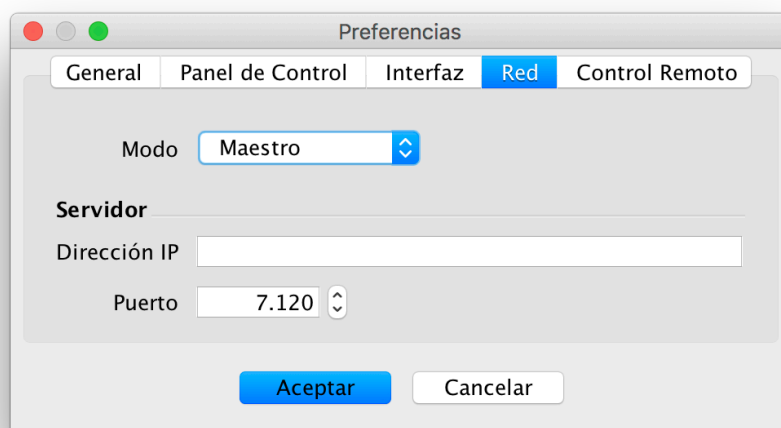 Preferencias
General Panel de Control Interfaz Red Control Remoto
Modo Maestro
Servidor
Dirección IP
Puerto 7.120
Aceptar Cancelar